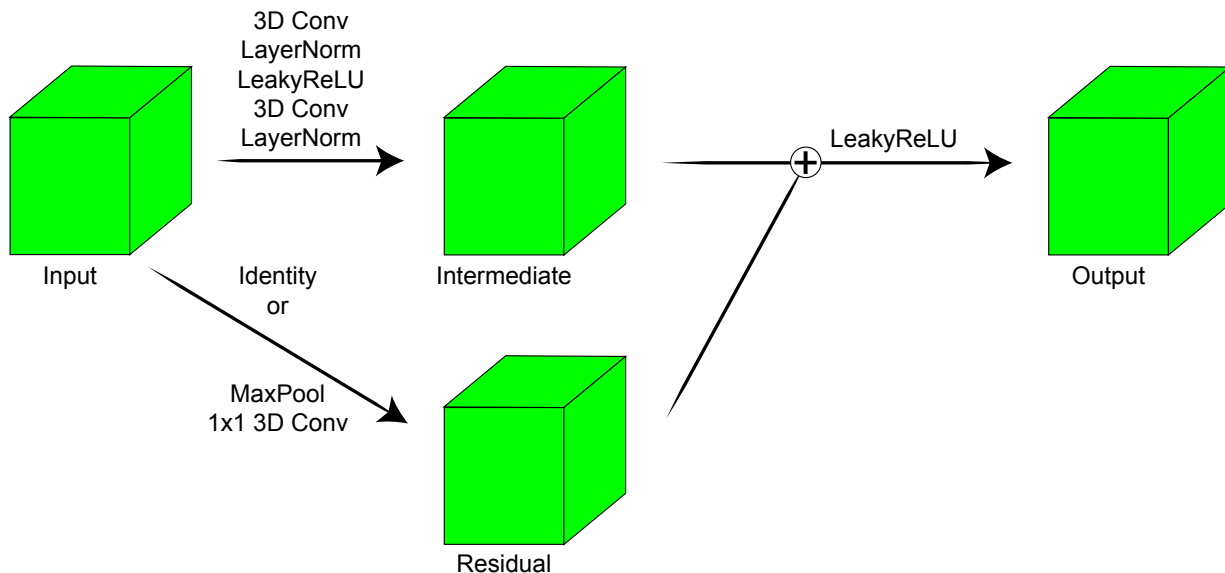 3D Conv
LayerNorm
LeakyReLU
3D Conv
LayerNorm
LeakyReLU
Input
Identity
or
Intermediate
Output
MaxPool
1x1 3D Conv
Residual